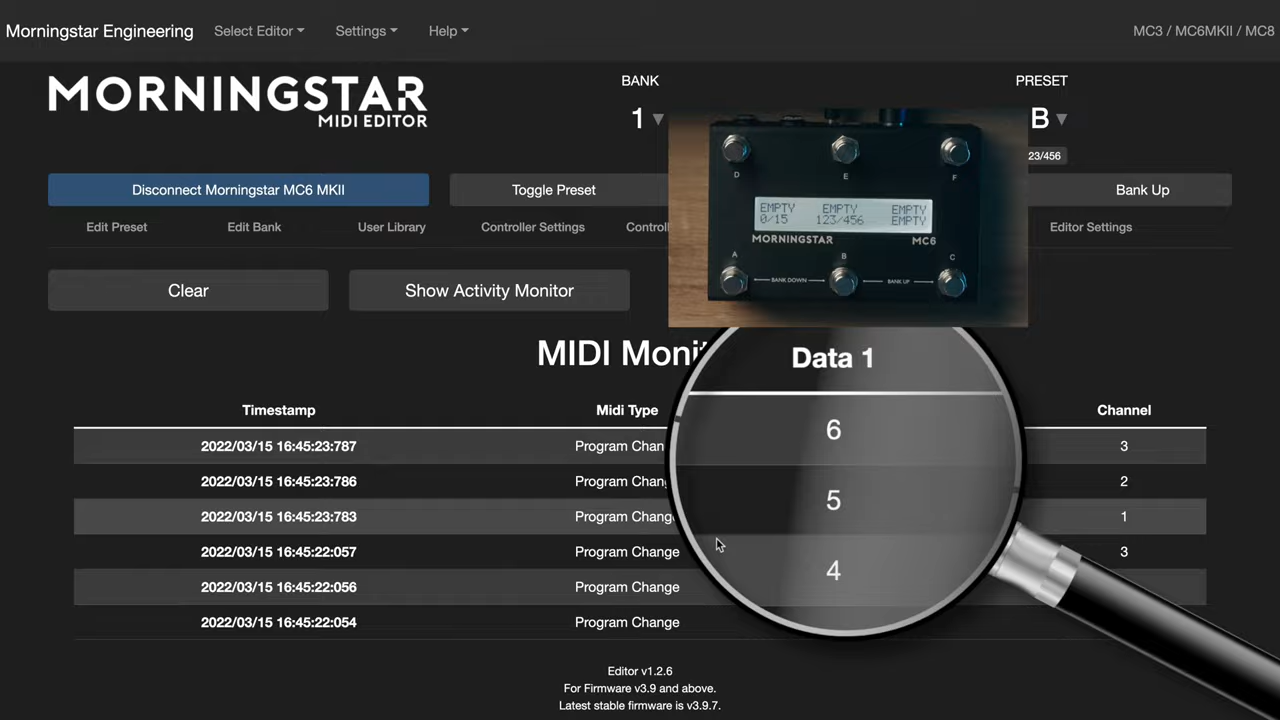 Morningstar Engineering Select Editor Settings Help MC3 / MC6MKII / MC8
MORNINGSTAR
MIDI EDITOR
BANK
1
PRESET
B
23/456
Disconnect Morningstar MC6 MKII Toggle Preset Bank Up
Edit Preset Edit Bank User Library Controller Settings Editor Settings
D E F
EMPTY EMPTY EMPTY
0/15 123/456 EMPTY
MORNINGSTAR MC6
A B C
BANK DOWN BANK UP
Clear Show Activity Monitor
MIDI
Timestamp Midi Type Data 1 Channel
2022/03/15 16:45:23:787 Program 6 3
2022/03/15 16:45:23:786 Program 5 2
2022/03/15 16:45:23:783 Program Change 4 1
2022/03/15 16:45:22:057 Program Change 3
2022/03/15 16:45:22:056 Program Change
2022/03/15 16:45:22:054 Program Change
Editor v1.2.6
For Firmware v3.9 and above.
Latest stable firmware is v3.9.7.